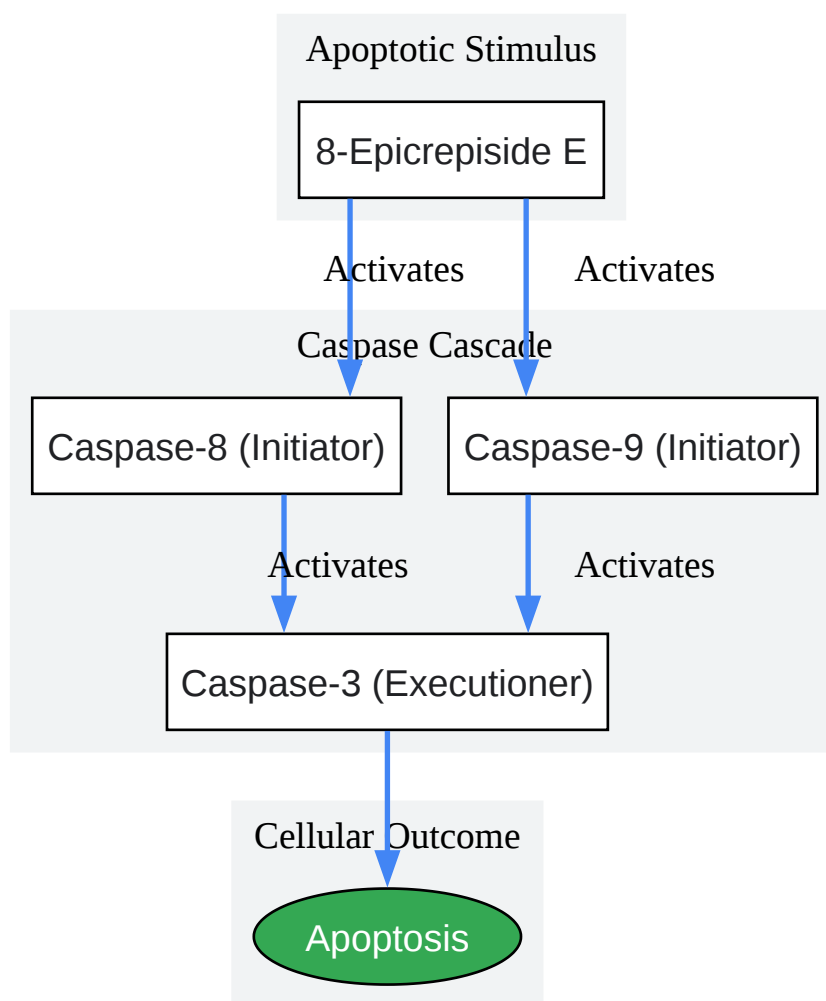 Apoptotic Stimulus
8-Epicrepiside E
Activates
Activates
Caspase Cascade
Caspase-8 (Initiator)
Caspase-9 (Initiator)
Activates
Activates
Caspase-3 (Executioner)
Cellular Outcome
Apoptosis